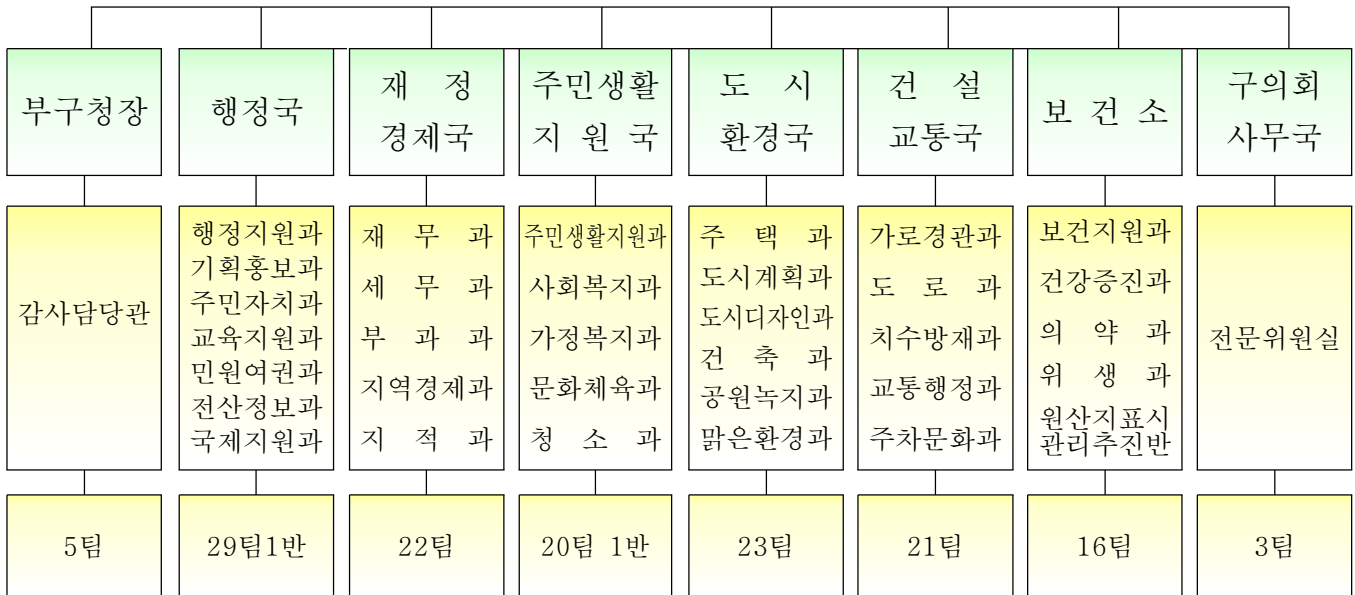 부구청장
행정국
재 정
경제국
주민생활
지 원 국
도 시
환경국
건 설
교통국
보 건 소
구의회
사무국
감사담당관
행정지원과
기획홍보과
주민자치과
교육지원과
민원여권과
전산정보과
국제지원과
재 무 과
세 무 과
부 과 과
지역경제과
지 적 과
주민생활지원과
사회복지과
가정복지과
문화체육과
청 소 과
주 택 과
도시계획과
도시디자인과
건 축 과
공원녹지과
맑은환경과
가로경관과
도 로 과
치수방재과
교통행정과
주차문화과
보건지원과
건강증진과
의 약 과
위 생 과
원산지표시
관리추진반
전문위원실
5팀
29팀1반
22팀
20팀 1반
23팀
21팀
16팀
3팀